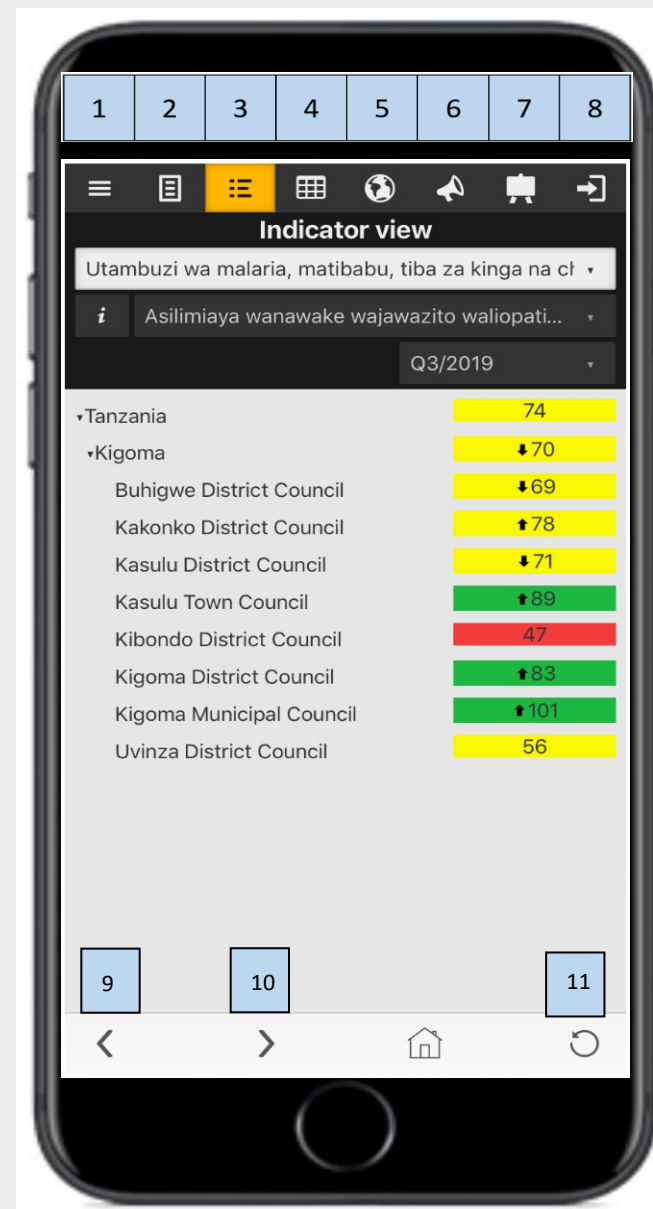 1 2 3 4 5 6 7 8
Indicator view
Utambuzi wa malaria, matibabu, tiba za kinga na ch
i Asilimiaya wanawake wajawazito waliopati...
Q3/2019
Tanzania 74
Kigoma 70
Buhigwe District Council 69
Kakonko District Council 78
Kasulu District Council 71
Kasulu Town Council 89
Kibondo District Council 47
Kigoma District Council 83
Kigoma Municipal Council 101
Uvinza District Council 56
9 10 11